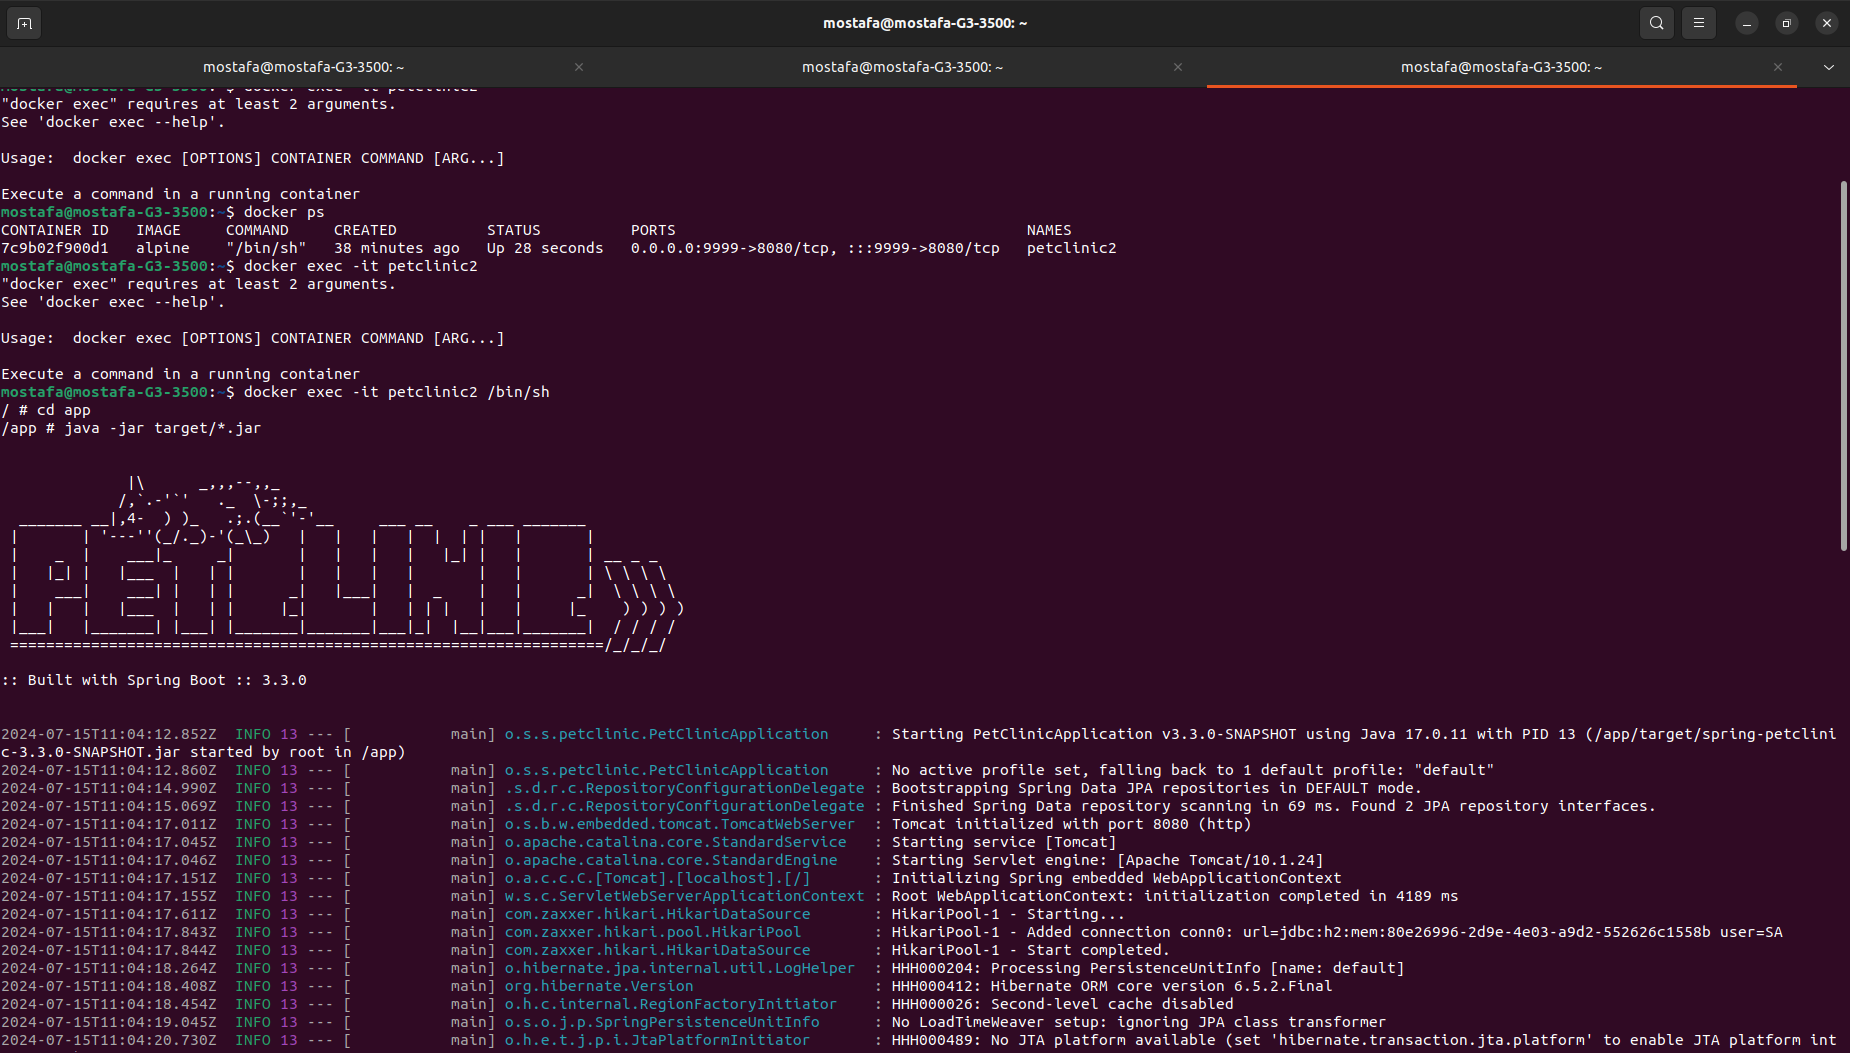 mostafa@mostafa-G3-3500: ~
mostafa@mostafa-G3-3500: ~
mostafa@mostafa-G3-3500: ~
mostafa@mostafa-G3-3500: ~
mostafa@mostafa-G3-3500:~$ docker exec -it petclinic2
"docker exec" requires at least 2 arguments.
See 'docker exec --help'.
Usage:  docker exec [OPTIONS] CONTAINER COMMAND [ARG...]
Execute a command in a running container
mostafa@mostafa-G3-3500:~$ docker ps
CONTAINER ID   IMAGE     COMMAND     CREATED          STATUS          PORTS                                       NAMES
7c9b02f900d1   alpine    "/bin/sh"   38 minutes ago   Up 28 seconds   0.0.0.0:9999->8080/tcp, :::9999->8080/tcp   petclinic2
mostafa@mostafa-G3-3500:~$ docker exec -it petclinic2
"docker exec" requires at least 2 arguments.
See 'docker exec --help'.
Usage:  docker exec [OPTIONS] CONTAINER COMMAND [ARG...]
Execute a command in a running container
mostafa@mostafa-G3-3500:~$ docker exec -it petclinic2 /bin/sh
/ # cd app
/app # java -jar target/*.jar
PETCLINIC
:: Built with Spring Boot :: 3.3.0
2024-07-15T11:04:12.852Z  INFO 13 --- [           main] o.s.s.petclinic.PetClinicApplication     : Starting PetClinicApplication v3.3.0-SNAPSHOT using Java 17.0.11 with PID 13 (/app/target/spring-petclini
c-3.3.0-SNAPSHOT.jar started by root in /app)
2024-07-15T11:04:12.860Z  INFO 13 --- [           main] o.s.s.petclinic.PetClinicApplication     : No active profile set, falling back to 1 default profile: "default"
2024-07-15T11:04:14.990Z  INFO 13 --- [           main] .s.d.r.c.RepositoryConfigurationDelegate : Bootstrapping Spring Data JPA repositories in DEFAULT mode.
2024-07-15T11:04:15.069Z  INFO 13 --- [           main] .s.d.r.c.RepositoryConfigurationDelegate : Finished Spring Data repository scanning in 69 ms. Found 2 JPA repository interfaces.
2024-07-15T11:04:17.011Z  INFO 13 --- [           main] o.s.b.w.embedded.tomcat.TomcatWebServer  : Tomcat initialized with port 8080 (http)
2024-07-15T11:04:17.045Z  INFO 13 --- [           main] o.apache.catalina.core.StandardService   : Starting service [Tomcat]
2024-07-15T11:04:17.046Z  INFO 13 --- [           main] o.apache.catalina.core.StandardEngine    : Starting Servlet engine: [Apache Tomcat/10.1.24]
2024-07-15T11:04:17.151Z  INFO 13 --- [           main] o.a.c.c.C.[Tomcat].[localhost].[/]       : Initializing Spring embedded WebApplicationContext
2024-07-15T11:04:17.155Z  INFO 13 --- [           main] w.s.c.ServletWebServerApplicationContext : Root WebApplicationContext: initialization completed in 4189 ms
2024-07-15T11:04:17.611Z  INFO 13 --- [           main] com.zaxxer.hikari.HikariDataSource       : HikariPool-1 - Starting...
2024-07-15T11:04:17.843Z  INFO 13 --- [           main] com.zaxxer.hikari.pool.HikariPool        : HikariPool-1 - Added connection conn0: url=jdbc:h2:mem:80e26996-2d9e-4e03-a9d2-552626c1558b user=SA
2024-07-15T11:04:17.844Z  INFO 13 --- [           main] com.zaxxer.hikari.HikariDataSource       : HikariPool-1 - Start completed.
2024-07-15T11:04:18.264Z  INFO 13 --- [           main] o.hibernate.jpa.internal.util.LogHelper  : HHH000204: Processing PersistenceUnitInfo [name: default]
2024-07-15T11:04:18.408Z  INFO 13 --- [           main] org.hibernate.Version                    : HHH000412: Hibernate ORM core version 6.5.2.Final
2024-07-15T11:04:18.454Z  INFO 13 --- [           main] o.h.c.internal.RegionFactoryInitiator    : HHH000026: Second-level cache disabled
2024-07-15T11:04:19.045Z  INFO 13 --- [           main] o.s.o.j.p.SpringPersistenceUnitInfo      : No LoadTimeWeaver setup: ignoring JPA class transformer
2024-07-15T11:04:20.730Z  INFO 13 --- [           main] o.h.e.t.j.p.i.JtaPlatformInitiator       : HHH000489: No JTA platform available (set 'hibernate.transaction.jta.platform' to enable JTA platform int